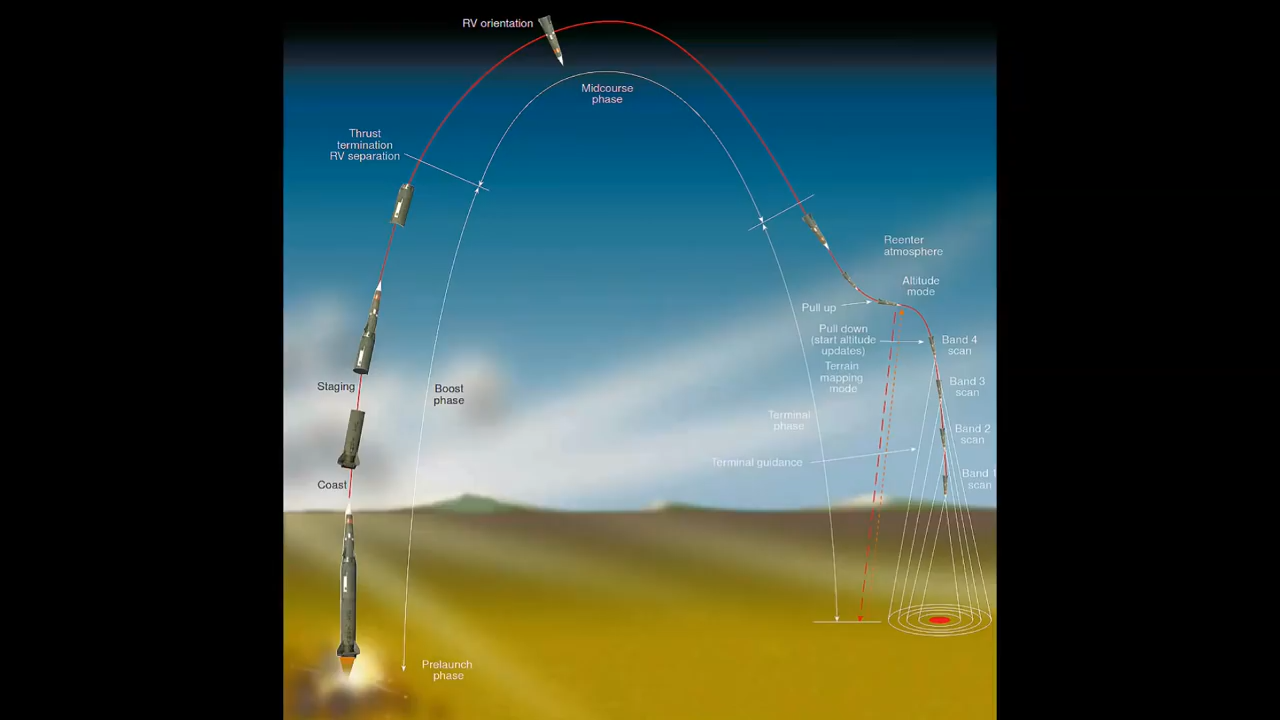 RV orientation
Midcourse
phase
Thrust
termination
RV separation
Reenter
atmosphere
Altitude
mode
Pull up
Pull down
(start altitude
updates)
Terrain
mapping
mode
Band 4
scan
Staging
Boost
phase
Band 3
scan
Terminal
phase
Band 2
scan
Terminal guidance
Band 1
scan
Coast
Prelaunch
phase